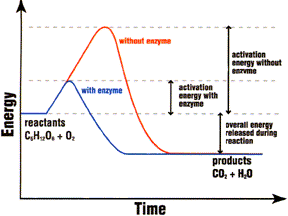 without enzyme
with enzyme
activation
energy without
enzyme
activation
energy with
enzyme
overall energy
released during
reaction
reactants
C₆H₁₂O₆ + O₂
products
CO₂ + H₂O
Energy
Time